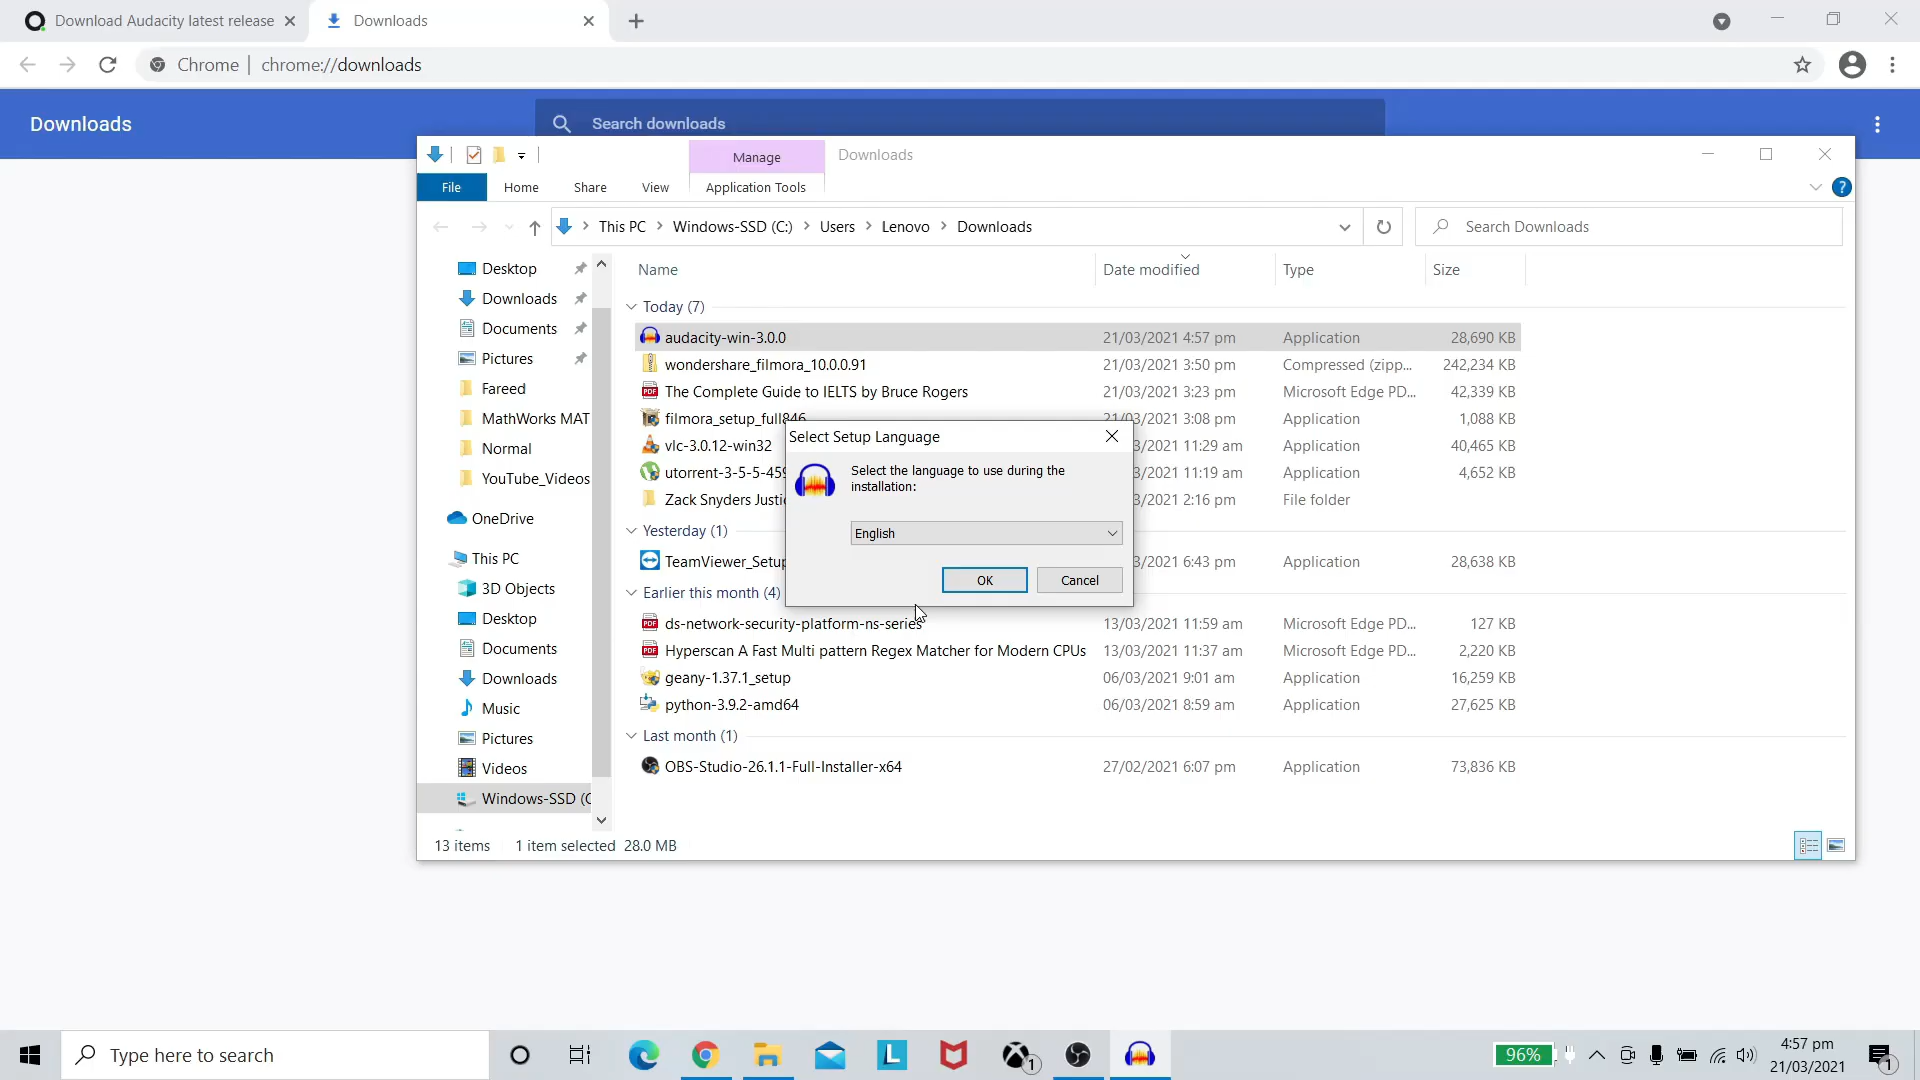 Download Audacity latest release
Downloads
Chrome | chrome://downloads
Downloads
Search downloads
Manage
Downloads
File
Home
Share
View
Application Tools
This PC > Windows-SSD (C:) > Users > Lenovo > Downloads
Search Downloads
Name
Date modified
Type
Size
Desktop
Downloads
Documents
Pictures
Fareed
MathWorks MAT
Normal
YouTube_Videos
OneDrive
This PC
3D Objects
Desktop
Documents
Downloads
Music
Pictures
Videos
Windows-SSD (C
Today (7)
audacity-win-3.0.0 21/03/2021 4:57 pm Application 28,690 KB
wondershare_filmora_10.0.0.91 21/03/2021 3:50 pm Compressed (zipp... 242,234 KB
The Complete Guide to IELTS by Bruce Rogers 21/03/2021 3:23 pm Microsoft Edge PD... 42,339 KB
filmora_setup_full846 21/03/2021 3:08 pm Application 1,088 KB
vlc-3.0.12-win32 3/2021 11:29 am Application 40,465 KB
utorrent-3-5-5-459 3/2021 11:19 am Application 4,652 KB
Zack Snyders Justi 3/2021 2:16 pm File folder
Yesterday (1)
TeamViewer_Setup 3/2021 6:43 pm Application 28,638 KB
Earlier this month (4)
ds-network-security-platform-ns-series 13/03/2021 11:59 am Microsoft Edge PD... 127 KB
Hyperscan A Fast Multi pattern Regex Matcher for Modern CPUs 13/03/2021 11:37 am Microsoft Edge PD... 2,220 KB
geany-1.37.1_setup 06/03/2021 9:01 am Application 16,259 KB
python-3.9.2-amd64 06/03/2021 8:59 am Application 27,625 KB
Last month (1)
OBS-Studio-26.1.1-Full-Installer-x64 27/02/2021 6:07 pm Application 73,836 KB
Select Setup Language
Select the language to use during the
installation:
English
OK
Cancel
13 items
1 item selected 28.0 MB
Type here to search
1
96%
4:57 pm
21/03/2021
1